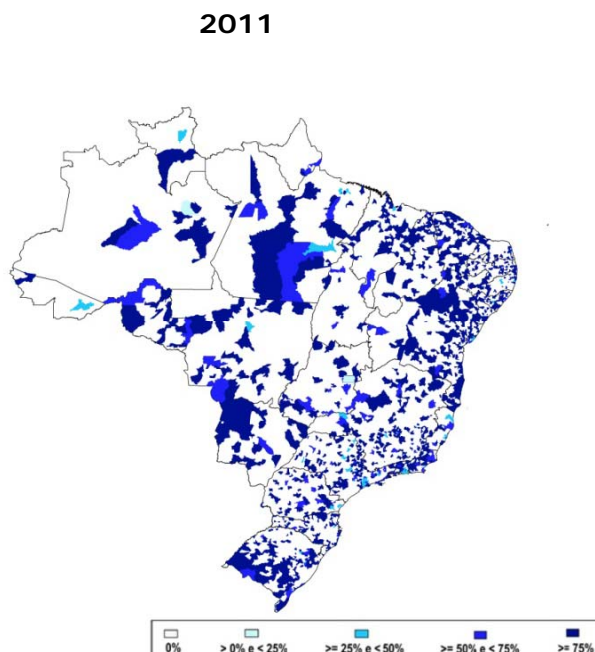 2011
0%
> 0% e < 25%
>= 25% e < 50%
>= 50% e < 75%
>= 75%